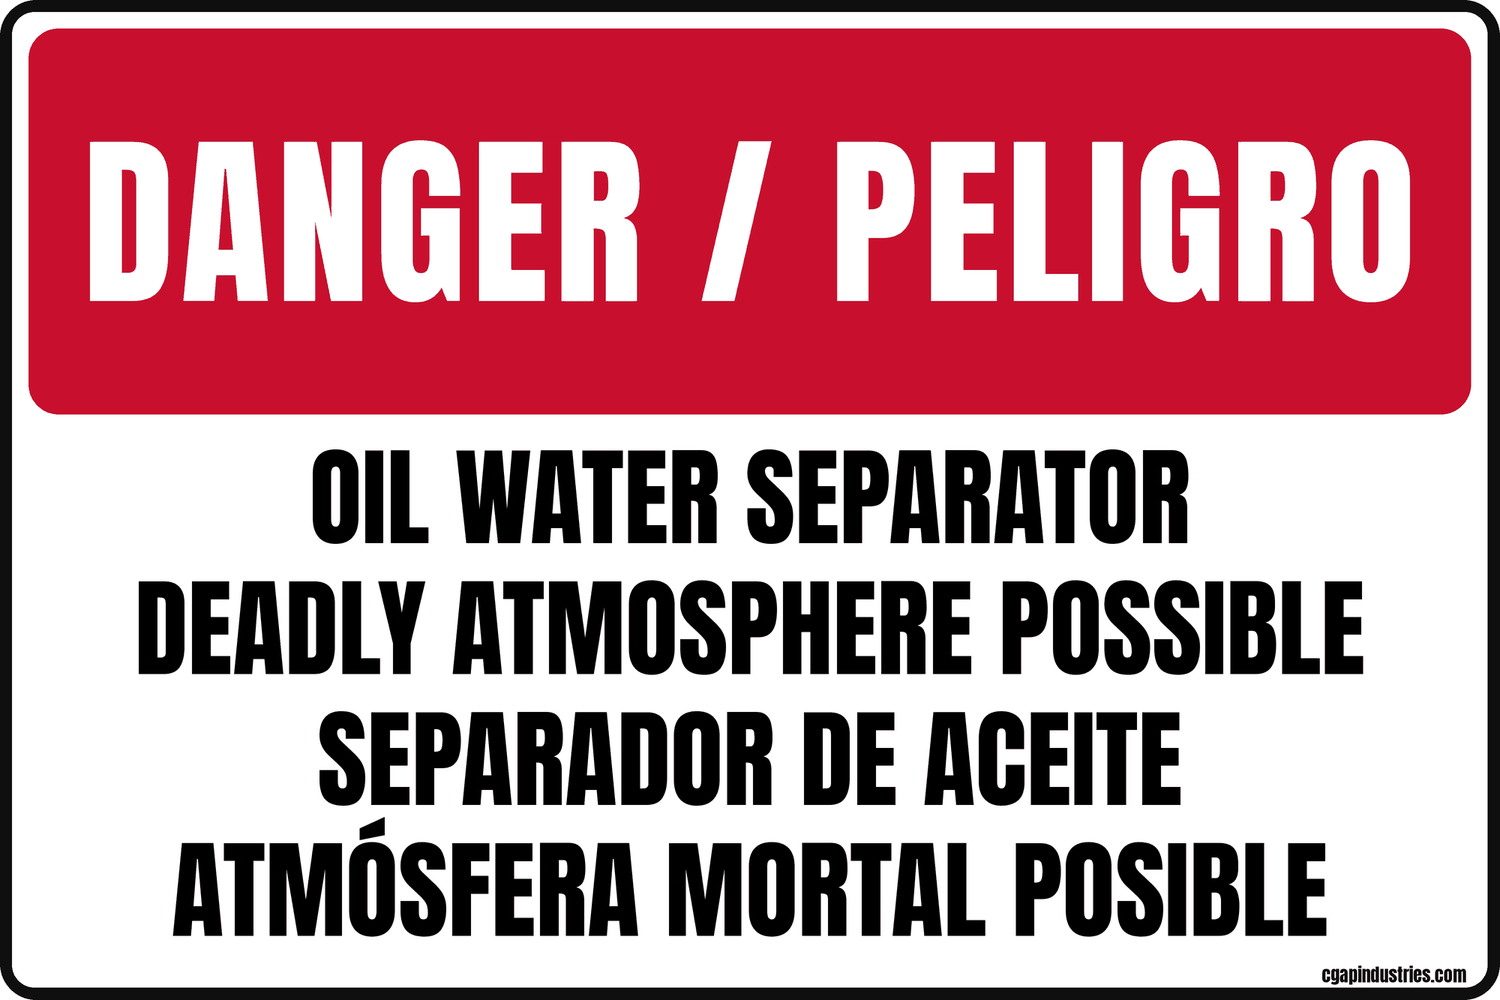 DANGER / PELIGRO
OIL WATER SEPARATOR
DEADLY ATMOSPHERE POSSIBLE
SEPARADOR DE ACEITE
ATMÓSFERA MORTAL POSIBLE
cgapindustries.com